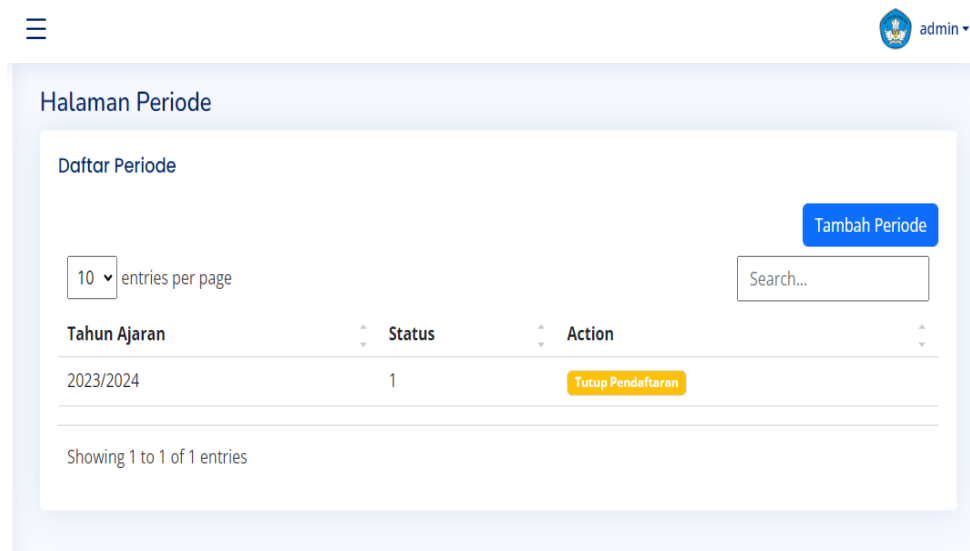 admin
Halaman Periode
Daftar Periode
Tambah Periode
10 entries per page
Search...
Tahun Ajaran Status Action
2023/2024 1 Tutup Pendaftaran
Showing 1 to 1 of 1 entries